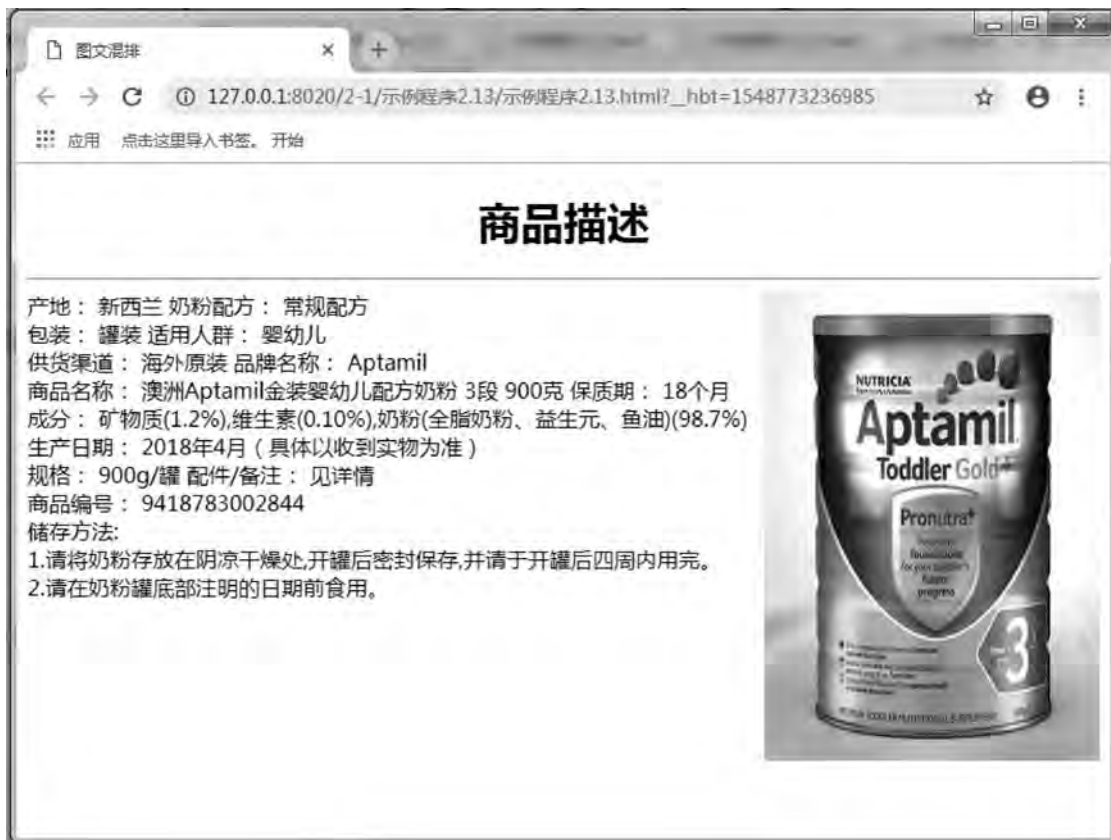 图文混排
127.0.0.1:8020/2-1/示例程序2.13/示例程序2.13.html?__hbt=1548773236985
应用 点击这里导入书签。 开始
商品描述
产地： 新西兰 奶粉配方： 常规配方
包装： 罐装 适用人群： 婴幼儿
供货渠道： 海外原装 品牌名称： Aptamil
商品名称： 澳洲Aptamil金装婴幼儿配方奶粉 3段 900克 保质期： 18个月
成分： 矿物质(1.2%),维生素(0.10%),奶粉(全脂奶粉、益生元、鱼油)(98.7%)
生产日期： 2018年4月（具体以收到实物为准）
规格： 900g/罐 配件/备注： 见详情
商品编号： 9418783002844
储存方法:
1.请将奶粉存放在阴凉干燥处,开罐后密封保存,并请于开罐后四周内用完。
2.请在奶粉罐底部注明的日期前食用。
NUTRICIA
Aptamil
Toddler Gold+
Pronutra+
foundations
for your toddler's
future
progress
3